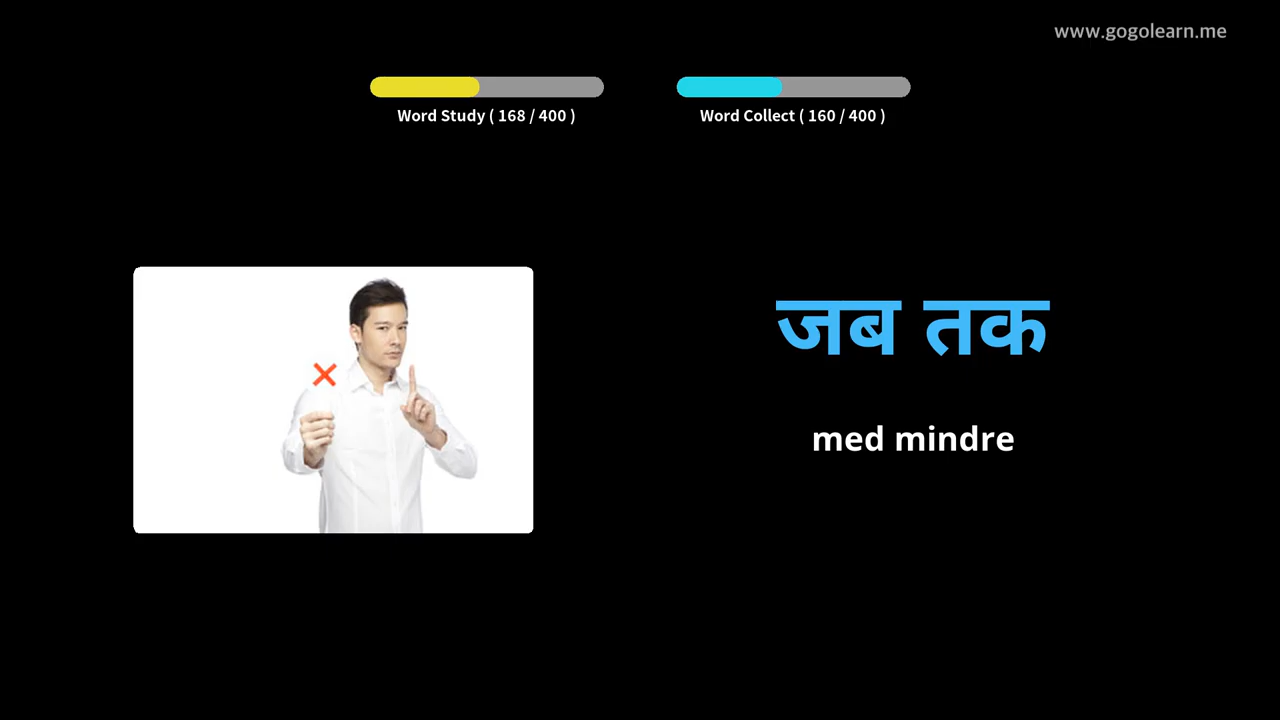 www.gogolearn.me
Word Study ( 168 / 400 )
Word Collect ( 160 / 400 )
जब तक
med mindre